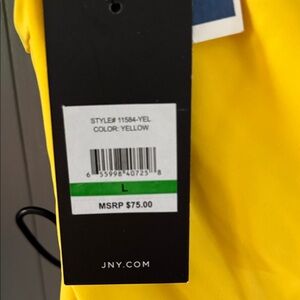 STYLE# 11584-YEL
COLOR: YELLOW
6 55998 40725 8
L
MSRP $75.00
JNY.COM